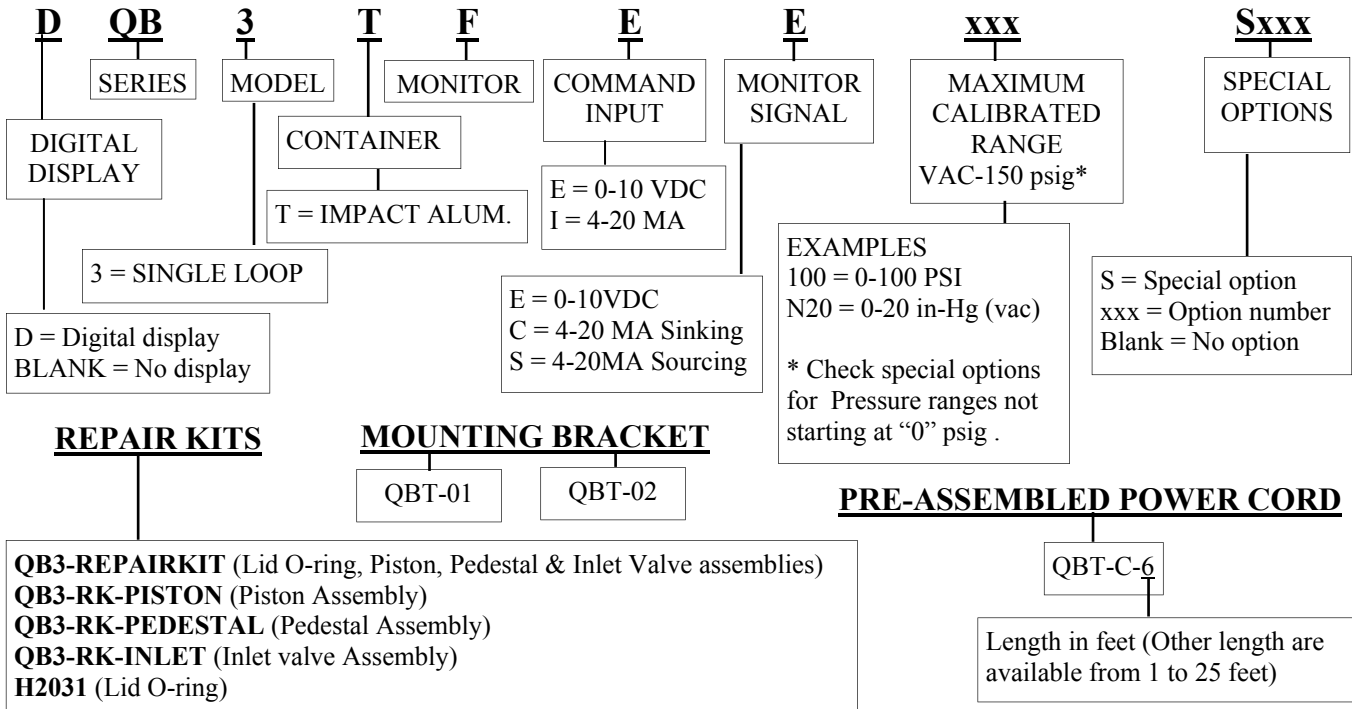 D QB 3 T F E E xxx Sxxx
SERIES
MODEL
MONITOR
COMMAND
INPUT
MONITOR
SIGNAL
MAXIMUM
CALIBRATED
RANGE
VAC-150 psig*
SPECIAL
OPTIONS
DIGITAL
DISPLAY
CONTAINER
T = IMPACT ALUM.
E = 0-10 VDC
I = 4-20 MA
3 = SINGLE LOOP
E = 0-10VDC
C = 4-20 MA Sinking
S = 4-20MA Sourcing
EXAMPLES
100 = 0-100 PSI
N20 = 0-20 in-Hg (vac)
* Check special options
for Pressure ranges not
starting at “0” psig .
S = Special option
xxx = Option number
Blank = No option
D = Digital display
BLANK = No display
REPAIR KITS
MOUNTING BRACKET
QBT-01
QBT-02
PRE-ASSEMBLED POWER CORD
QBT-C-6
Length in feet (Other length are
available from 1 to 25 feet)
QB3-REPAIRKIT (Lid O-ring, Piston, Pedestal & Inlet Valve assemblies)
QB3-RK-PISTON (Piston Assembly)
QB3-RK-PEDESTAL (Pedestal Assembly)
QB3-RK-INLET (Inlet valve Assembly)
H2031 (Lid O-ring)